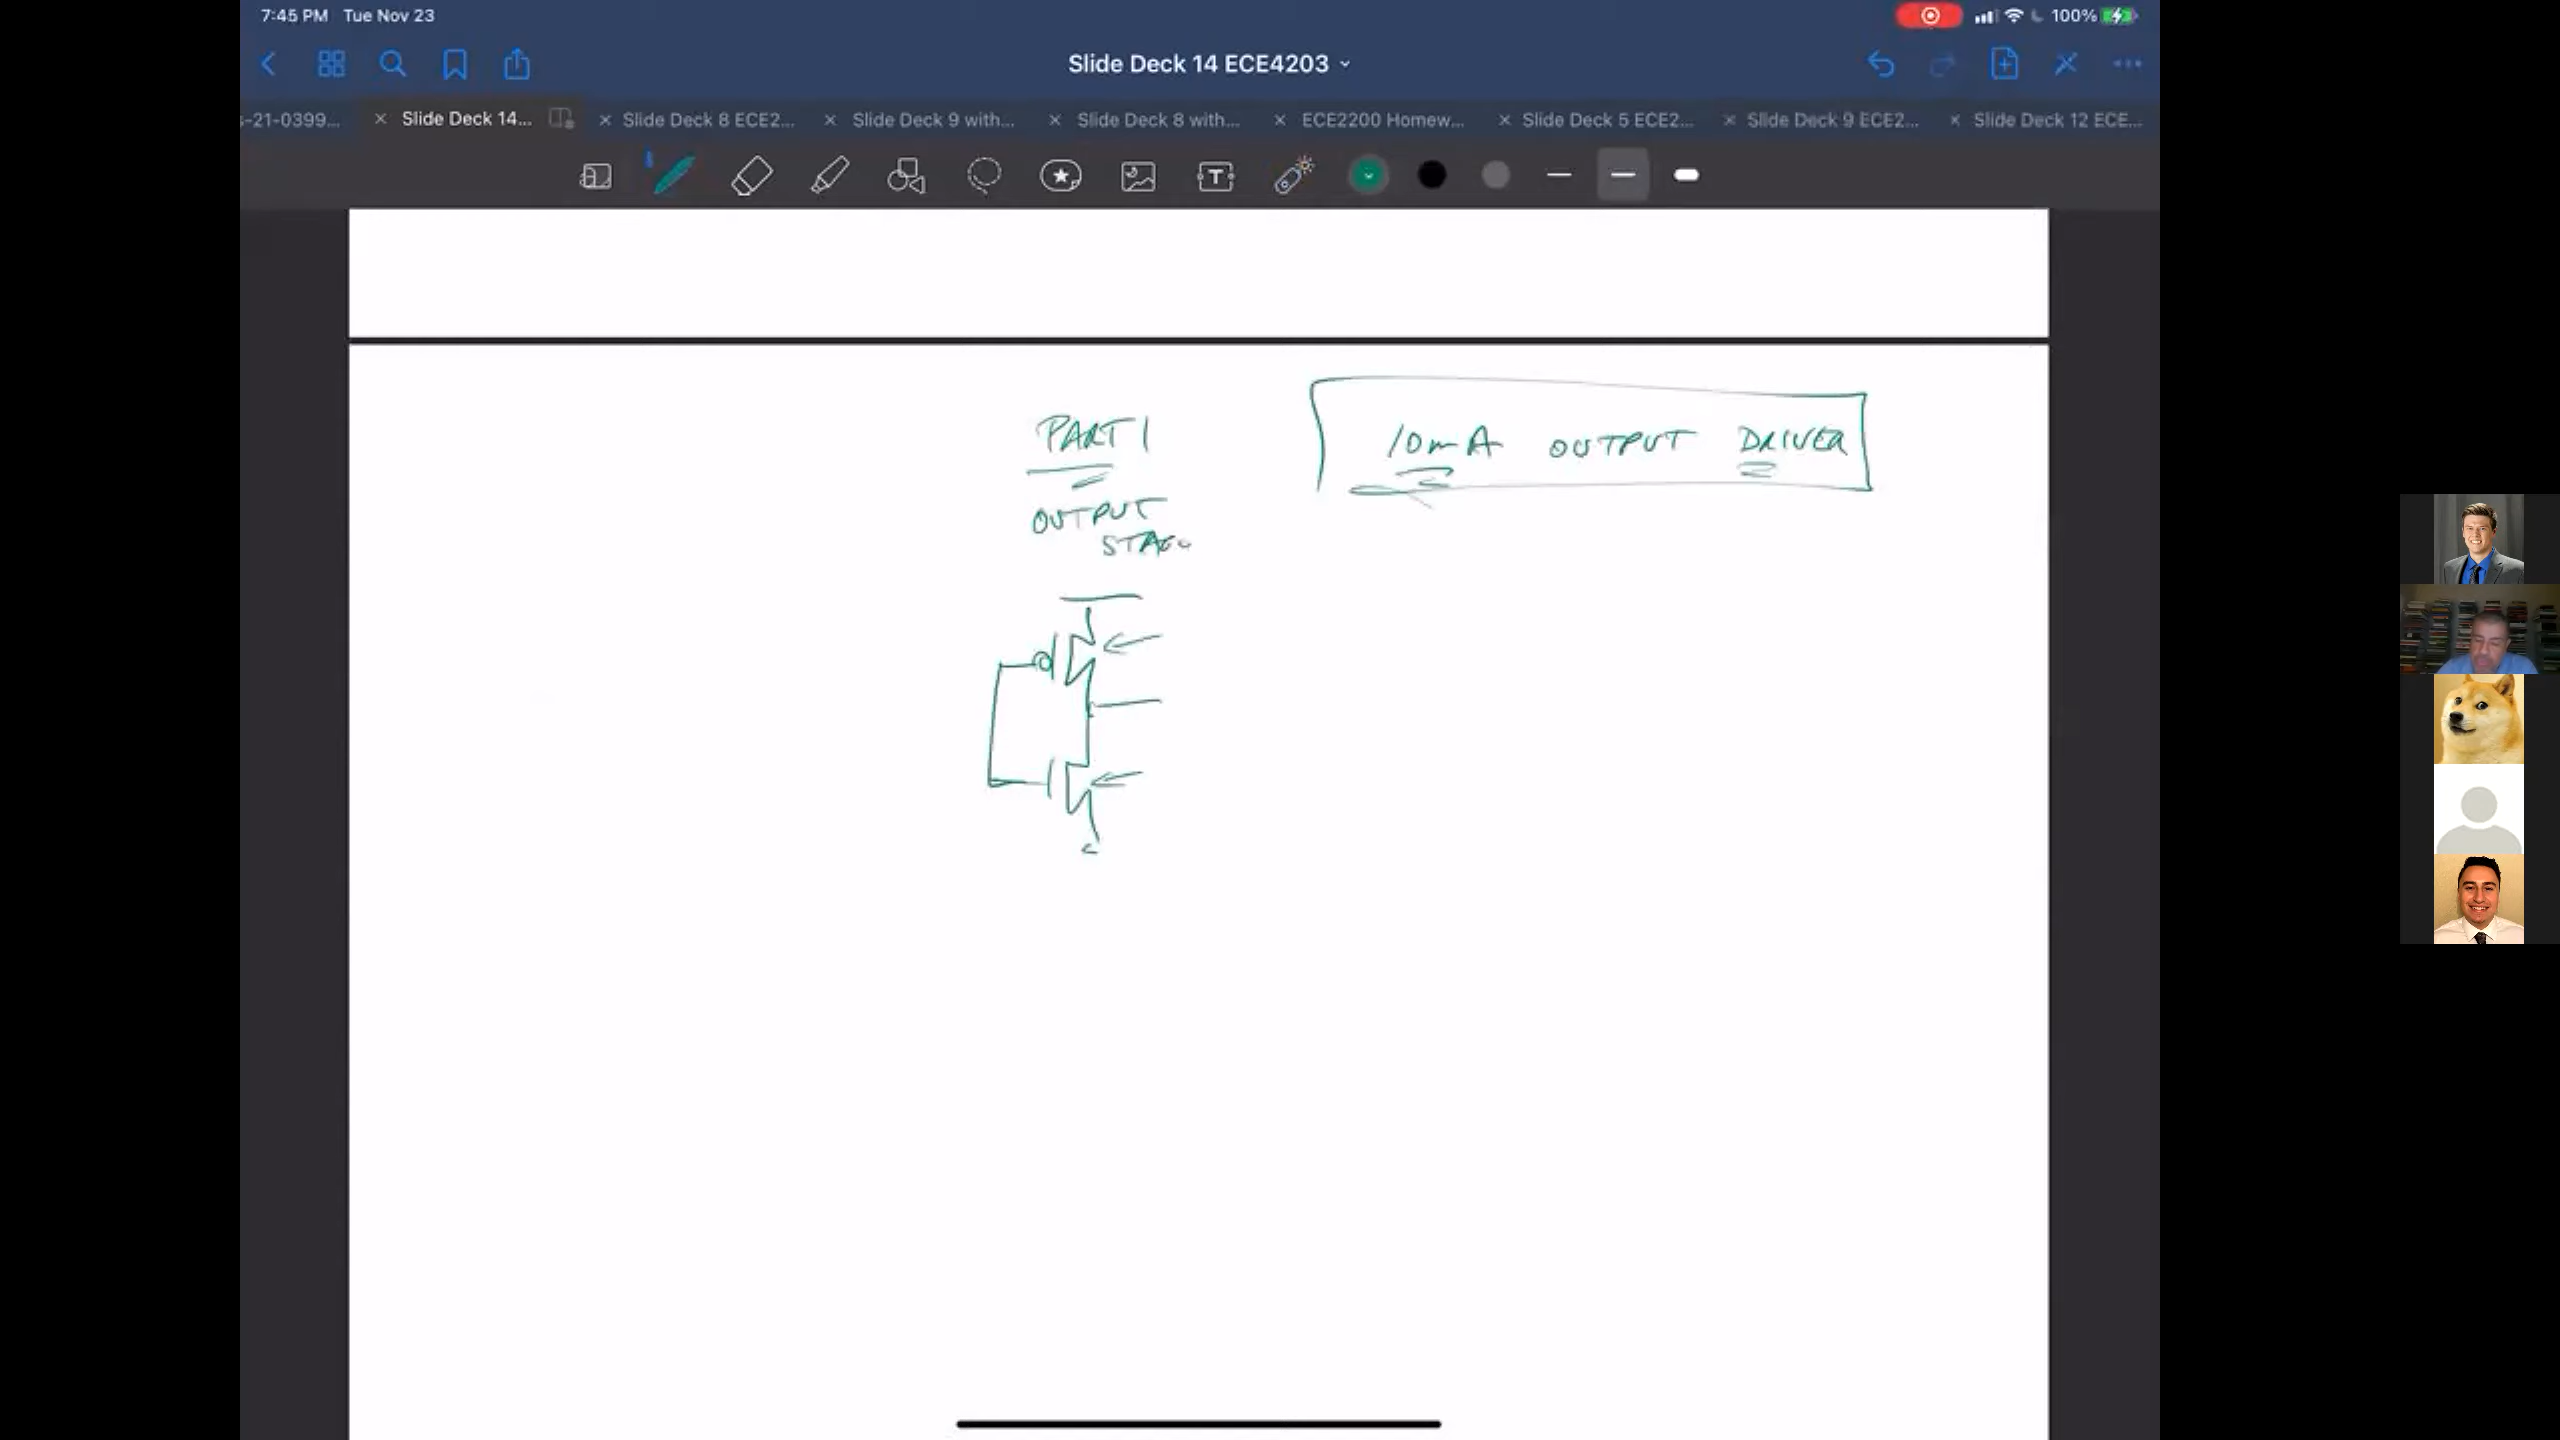 7:45 PM Tue Nov 23
100%
Slide Deck 14 ECE4203
s-21-0399...
Slide Deck 14...
Slide Deck 8 ECE2...
Slide Deck 9 with...
Slide Deck 8 with...
ECE2200 Homew...
Slide Deck 5 ECE2...
Slide Deck 9 ECE2...
Slide Deck 12 ECE...
T
PART 1
10mA OUTPUT DRIVER
OUTPUT
STAGE